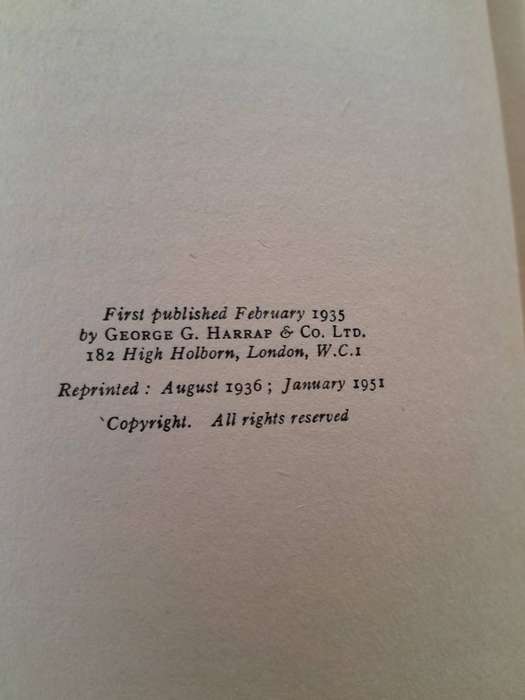 First published February 1935
by GEORGE G. HARRAP & CO. LTD.
182 High Holborn, London, W.C.1
Reprinted : August 1936 ; January 1951
Copyright. All rights reserved